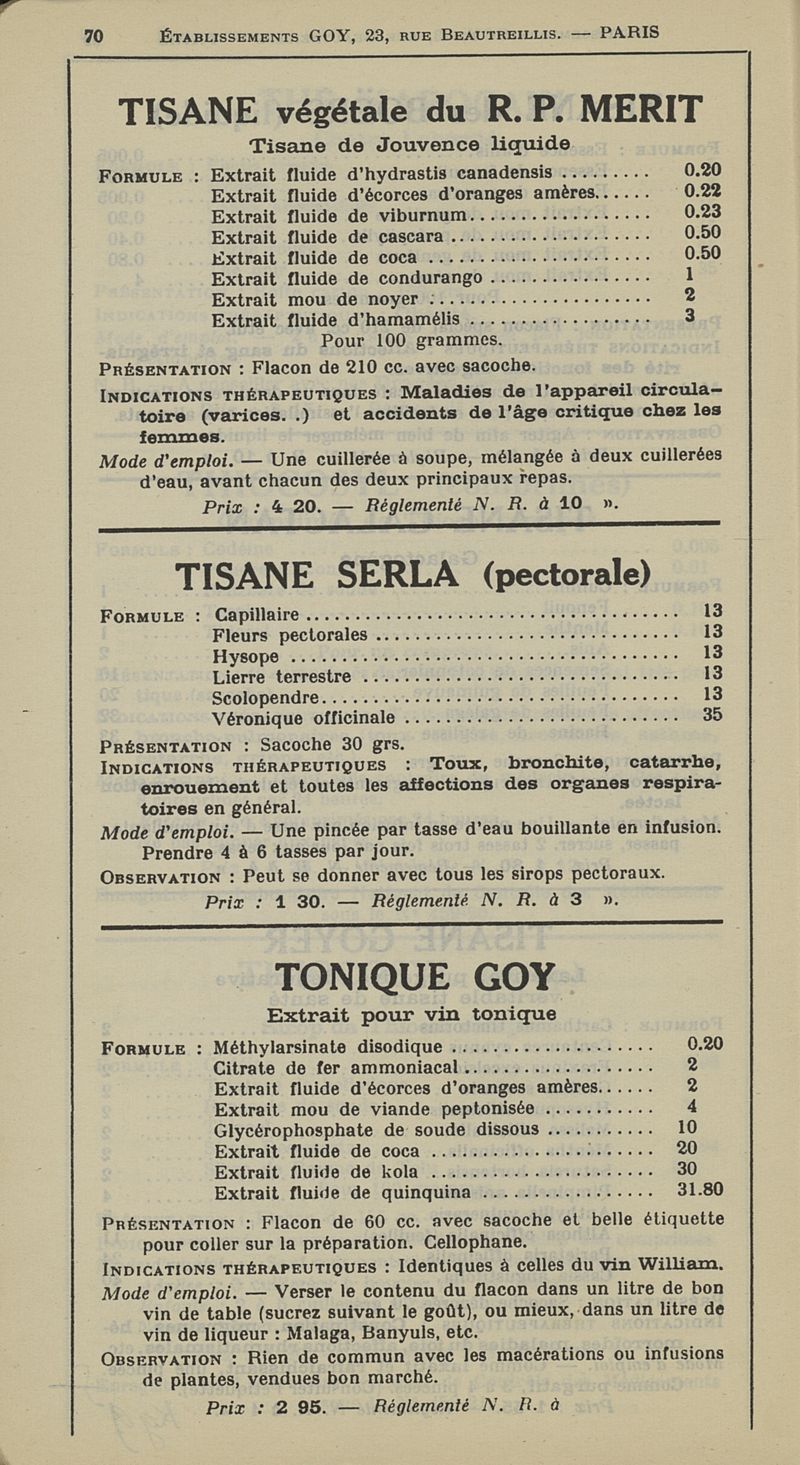 70 ÉTABLISSEMENTS GOY, 23, RUE BEAUTREILLIS. — PARIS
TISANE végétale du R. P. MERIT
Tisane de Jouvence liquide
FORMULE : Extrait fluide d'hydrastis canadensis ......... 0.20
Extrait fluide d'écorces d'oranges amères...... 0.22
Extrait fluide de viburnum.................. 0.23
Extrait fluide de cascara .................... 0.50
Extrait fluide de coca ...................... 0.50
Extrait fluide de condurango ................ 1
Extrait mou de noyer ...................... 2
Extrait fluide d'hamamélis .................. 3
Pour 100 grammes.
PRÉSENTATION : Flacon de 210 cc. avec sacoche.
INDICATIONS THÉRAPEUTIQUES : Maladies de l'appareil circula-
toire (varices. .) et accidents de l'âge critique chez les
femmes.
Mode d'emploi. — Une cuillerée à soupe, mélangée à deux cuillerées
d'eau, avant chacun des deux principaux repas.
Prix : 4 20. — Réglementé N. R. à 10 ».
TISANE SERLA (pectorale)
FORMULE : Capillaire ...................................... 13
Fleurs pectorales .............................. 13
Hysope ....................................... 13
Lierre terrestre ................................ 13
Scolopendre.................................... 13
Véronique officinale ............................ 35
PRÉSENTATION : Sacoche 30 grs.
INDICATIONS THÉRAPEUTIQUES : Toux, bronchite, catarrhe,
enrouement et toutes les affections des organes respira-
toires en général.
Mode d'emploi. — Une pincée par tasse d'eau bouillante en infusion.
Prendre 4 à 6 tasses par jour.
OBSERVATION : Peut se donner avec tous les sirops pectoraux.
Prix : 1 30. — Réglementé N. R. à 3 ».
TONIQUE GOY
Extrait pour vin tonique
FORMULE : Méthylarsinate disodique .................... 0.20
Citrate de fer ammoniacal ................... 2
Extrait fluide d'écorces d'oranges amères...... 2
Extrait mou de viande peptonisée ........... 4
Glycérophosphate de soude dissous ........... 10
Extrait fluide de coca ...................... 20
Extrait fluide de kola ...................... 30
Extrait fluide de quinquina ................. 31.80
PRÉSENTATION : Flacon de 60 cc. avec sacoche et belle étiquette
pour coller sur la préparation. Cellophane.
INDICATIONS THÉRAPEUTIQUES : Identiques à celles du vin William.
Mode d'emploi. — Verser le contenu du flacon dans un litre de bon
vin de table (sucrez suivant le goût), ou mieux, dans un litre de
vin de liqueur : Malaga, Banyuls, etc.
OBSERVATION : Rien de commun avec les macérations ou infusions
de plantes, vendues bon marché.
Prix : 2 95. — Réglementé N. R. à